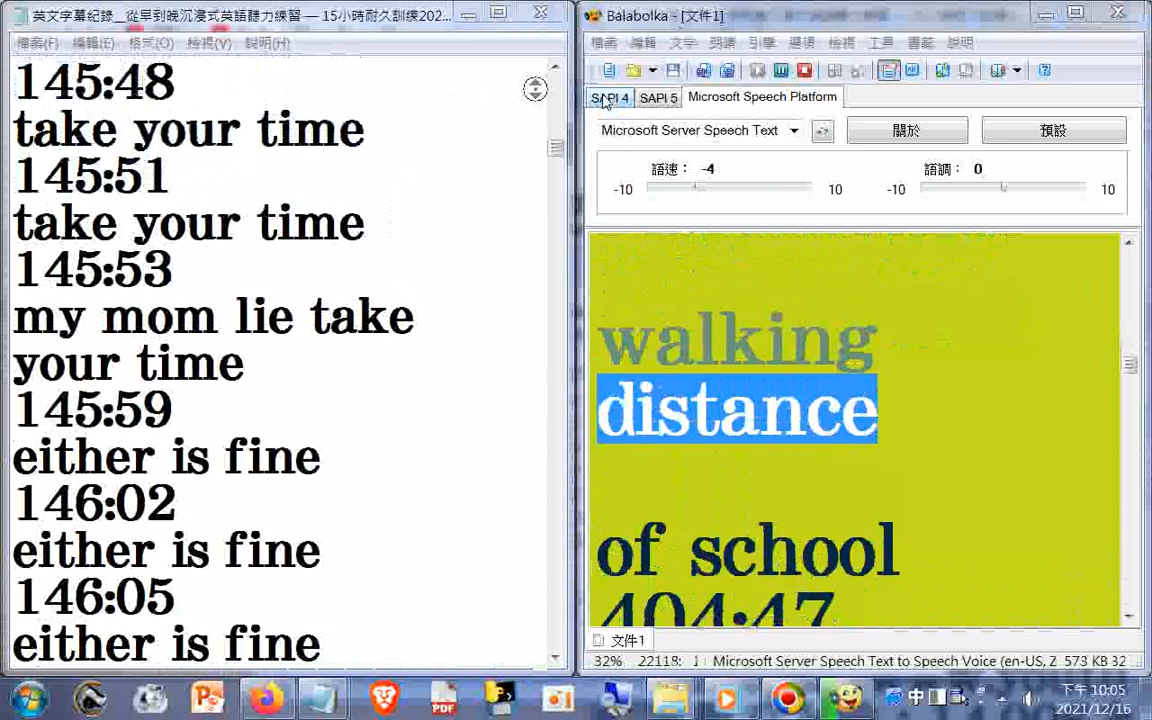 英文字幕紀錄__從早到晚沉浸式英語聽力練習 — 15小時耐久訓練202...
檔案(F) 編輯(E) 格式(O) 檢視(V) 說明(H)
145:48
take your time
145:51
take your time
145:53
my mom lie take
your time
145:59
either is fine
146:02
either is fine
146:05
either is fine
Balabolka - [文件1]
檔案 編輯 文字 朗讀 引擎 選項 檢視 工具 書籤 說明
SAPI 4 SAPI 5 Microsoft Speech Platform
Microsoft Server Speech Text 關於 預設
語速： -4 語調： 0
-10 10 -10 10
walking
distance
of school
404:47
文件1
32% 22118: 1 Microsoft Server Speech Text to Speech Voice (en-US, Z 573 KB 32
PDF
中
下午 10:05
2021/12/16